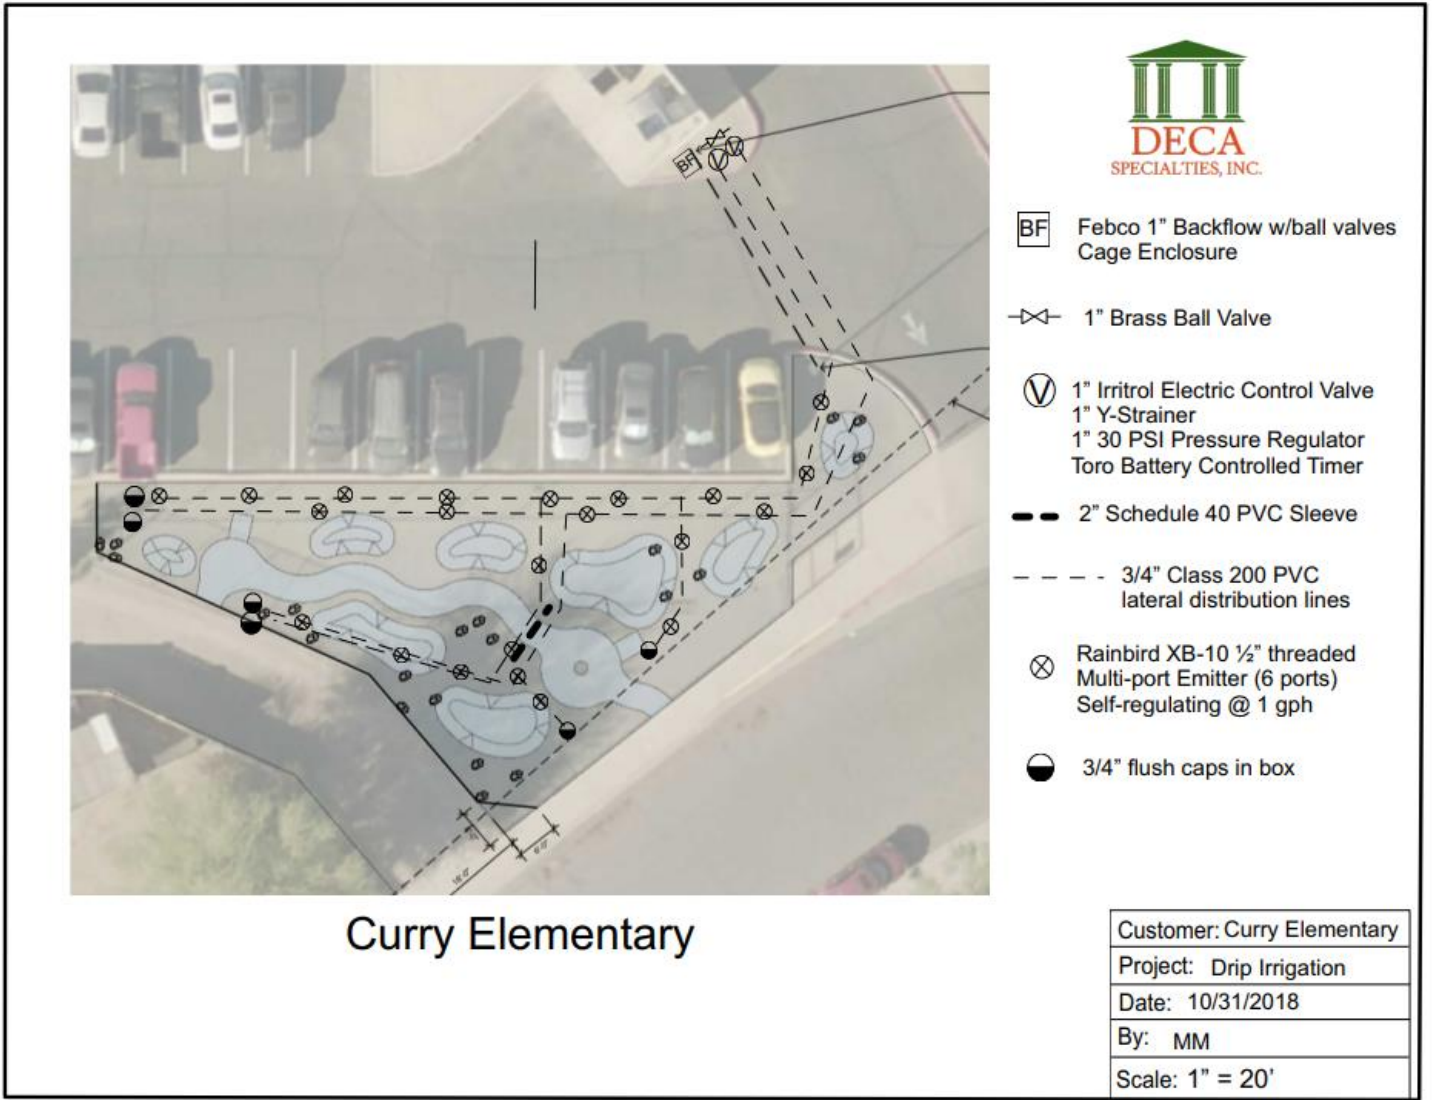 DECA
SPECIALTIES, INC.
BF
V
V
BF
Febco 1” Backflow w/ball valves
Cage Enclosure
1” Brass Ball Valve
V
1” Irritrol Electric Control Valve
1” Y-Strainer
1” 30 PSI Pressure Regulator
Toro Battery Controlled Timer
2” Schedule 40 PVC Sleeve
3/4” Class 200 PVC
lateral distribution lines
Rainbird XB-10 ½” threaded
Multi-port Emitter (6 ports)
Self-regulating @ 1 gph
3/4” flush caps in box
Curry Elementary
Customer: Curry Elementary
Project: Drip Irrigation
Date: 10/31/2018
By: MM
Scale: 1” = 20’